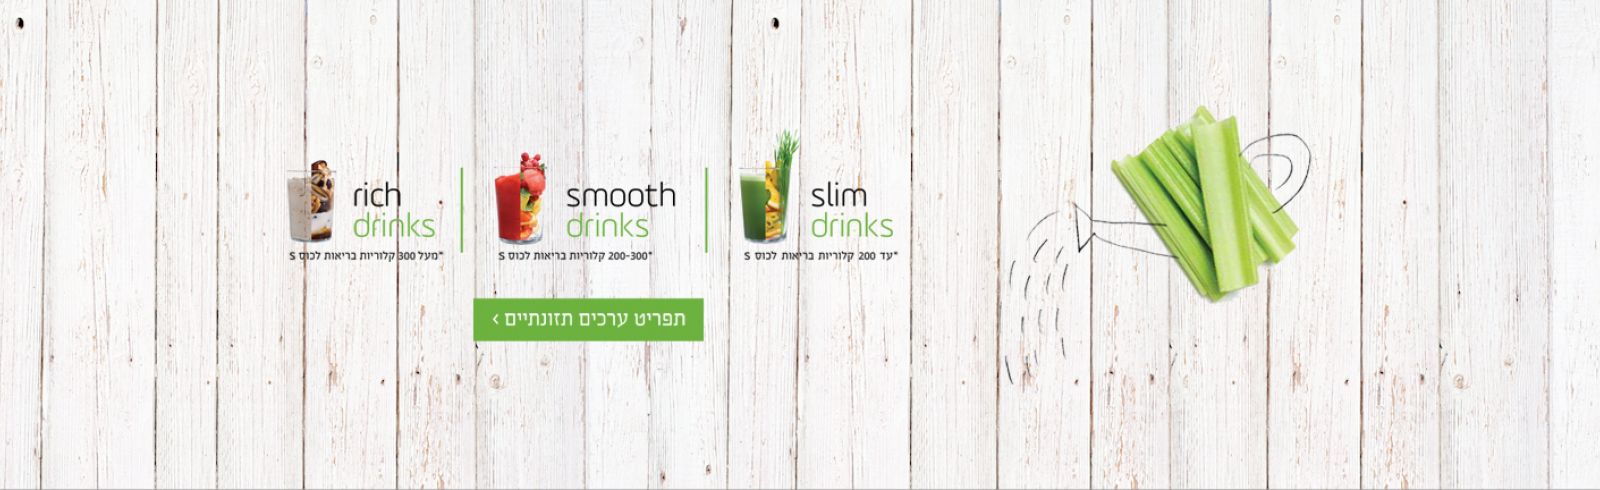 slim
drinks
*עד 200 קלוריות בריאות לכוס S
smooth
drinks
*200-300 קלוריות בריאות לכוס S
rich
drinks
*מעל 300 קלוריות בריאות לכוס S
תפריט ערכים תזונתיים >